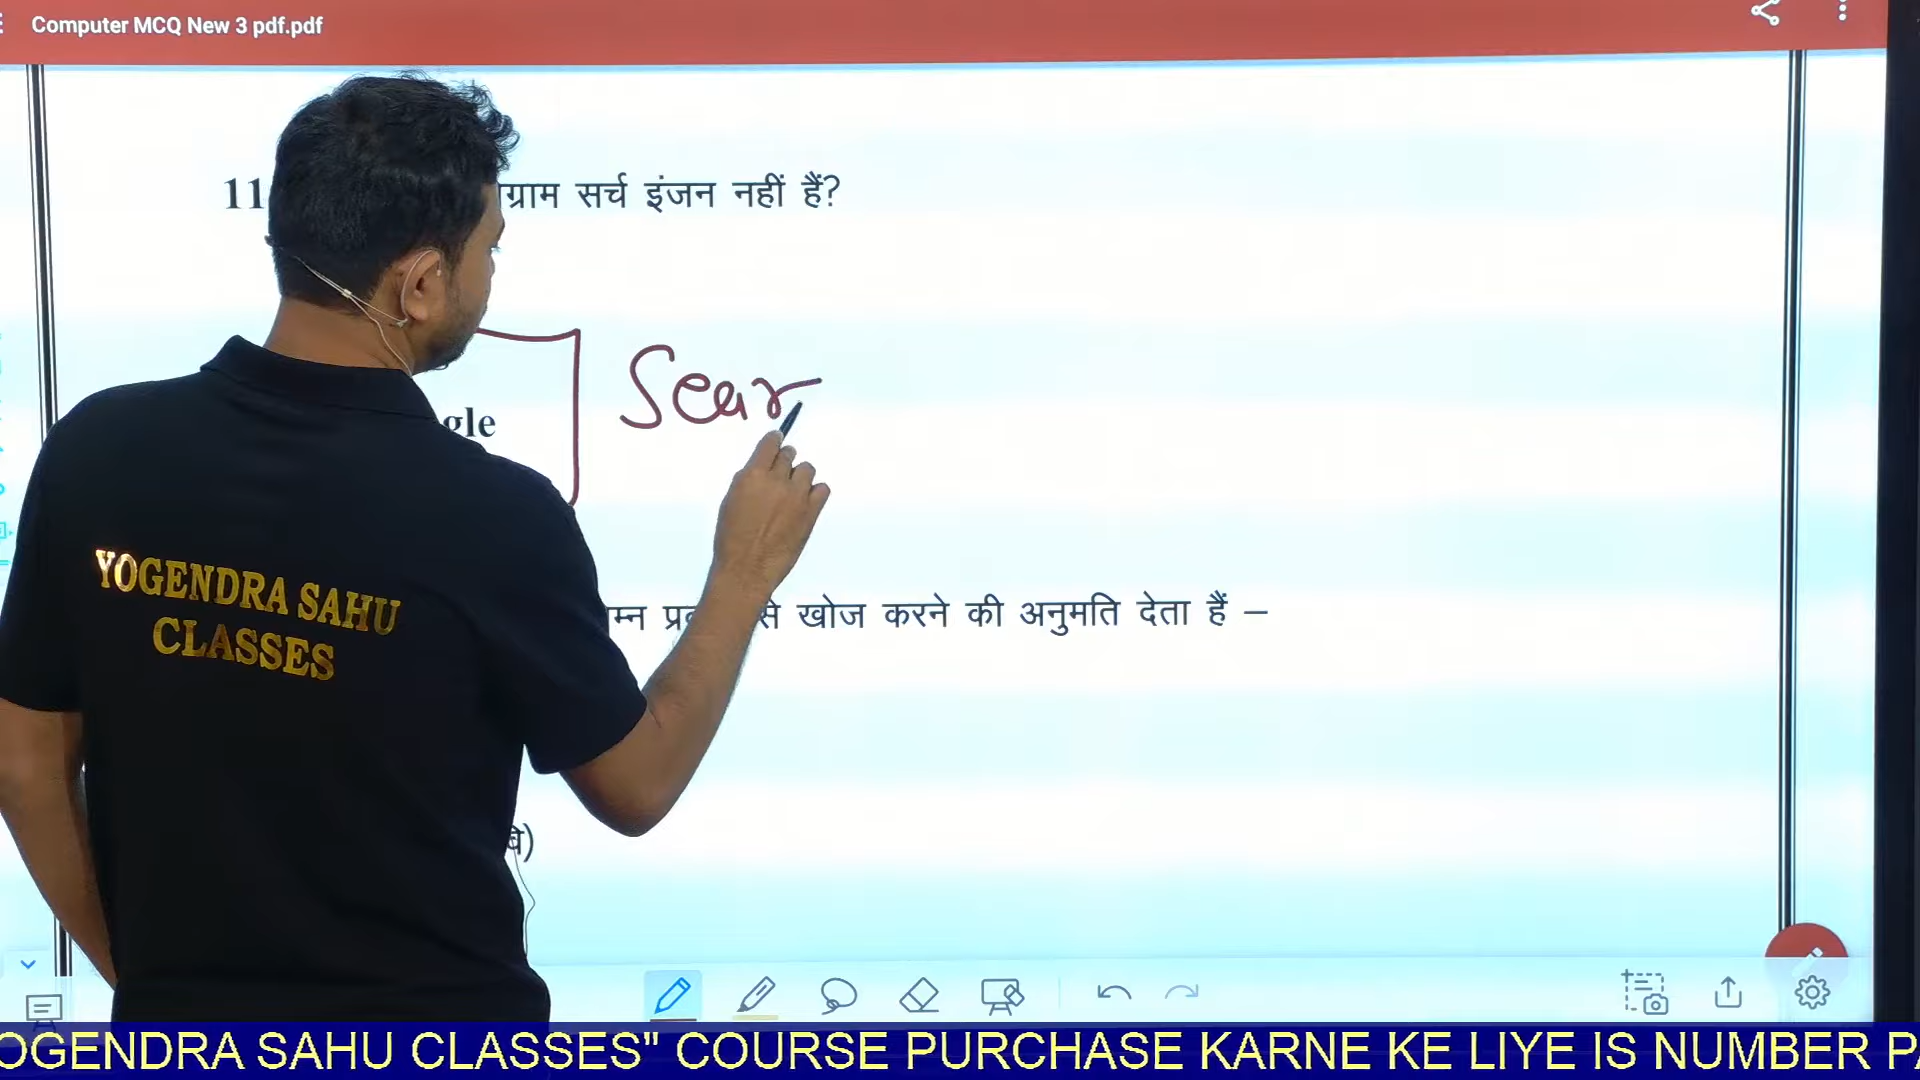 Computer MCQ New 3 pdf.pdf
11 ग्राम सर्च इंजन नहीं हैं?
Sear
gle
से खोज करने की अनुमति देता हैं –
YOGENDRA SAHU
CLASSES
OGENDRA SAHU CLASSES" COURSE PURCHASE KARNE KE LIYE IS NUMBER PA